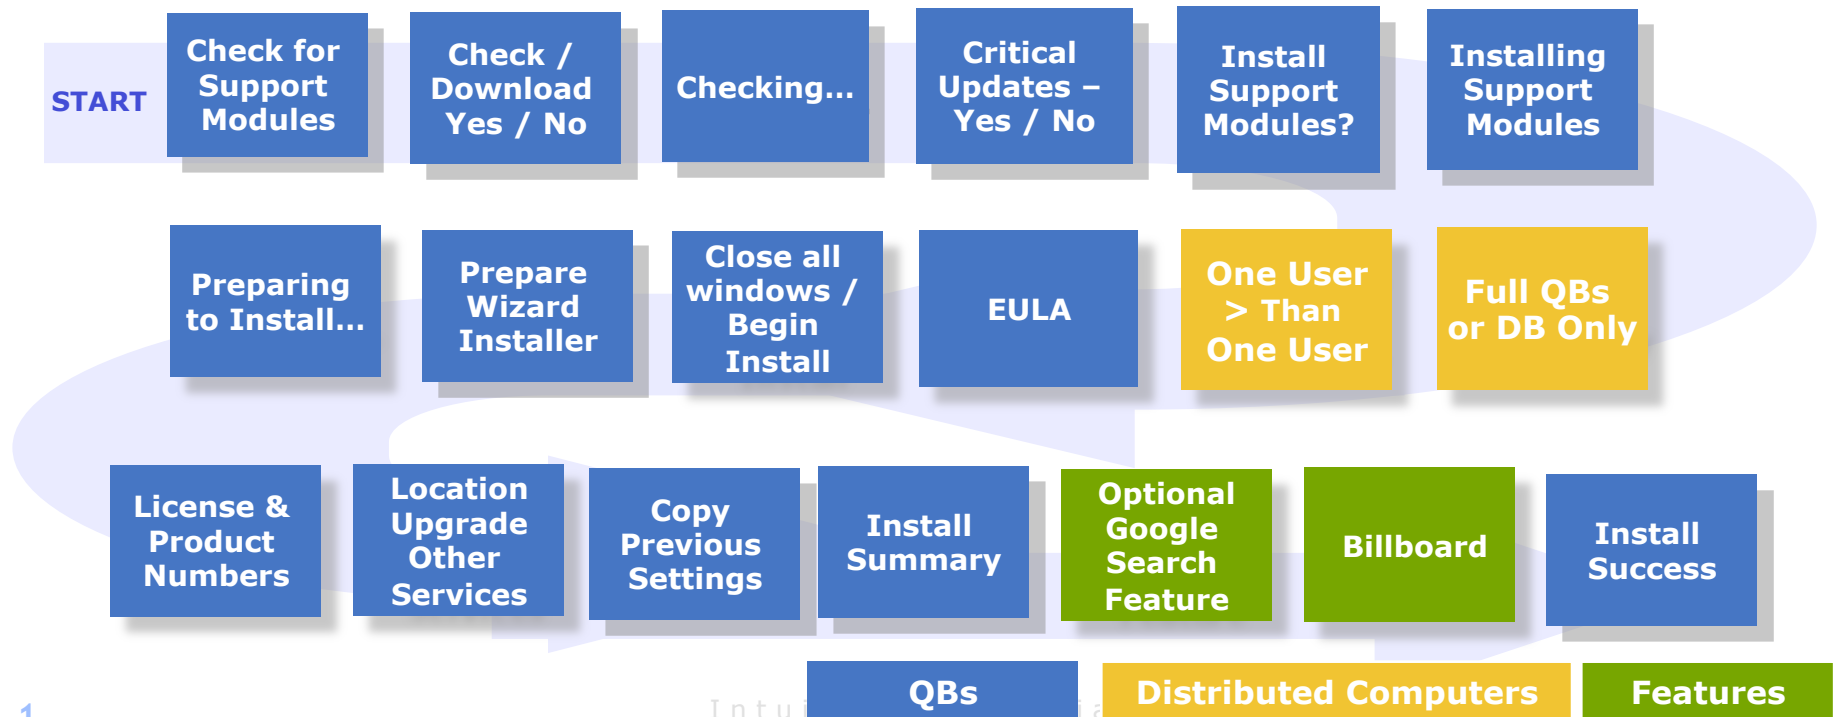 START
Check for
Support
Modules
Check /
Download
Yes / No
Checking...
Critical
Updates –
Yes / No
Install
Support
Modules?
Installing
Support
Modules
Preparing
to Install...
Prepare
Wizard
Installer
Close all
windows /
Begin
Install
EULA
One User
> Than
One User
Full QBs
or DB Only
License &
Product
Numbers
Location
Upgrade
Other
Services
Copy
Previous
Settings
Install
Summary
Optional
Google
Search
Feature
Billboard
Install
Success
QBs
Distributed Computers
Features
1